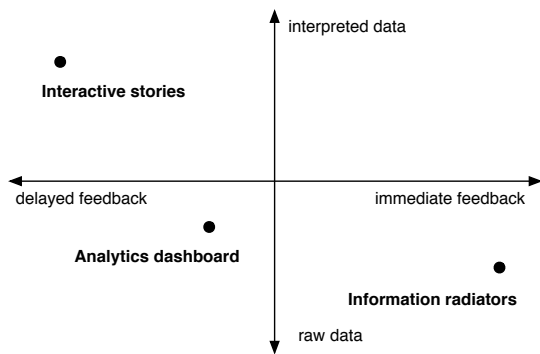 interpreted data
Interactive stories
delayed feedback
immediate feedback
Analytics dashboard
Information radiators
raw data